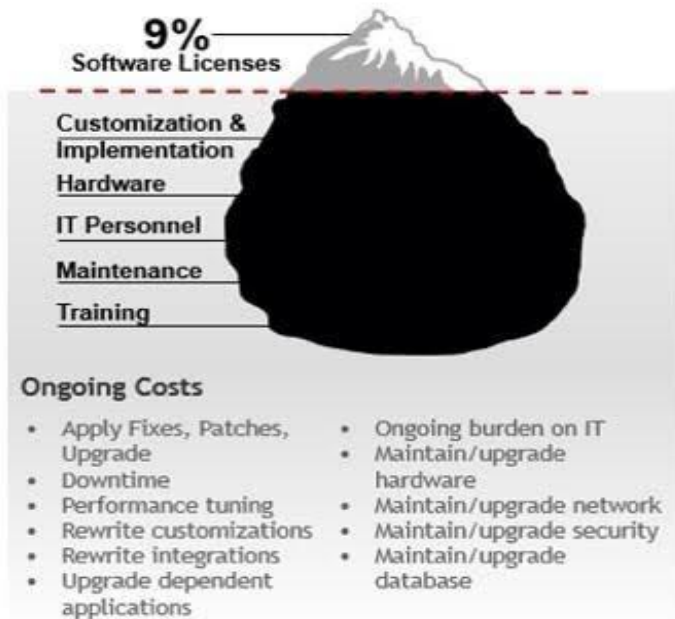 9%
Software Licenses
Customization &
Implementation
Hardware
IT Personnel
Maintenance
Training
Ongoing Costs
• Apply Fixes, Patches,
Upgrade
• Downtime
• Performance tuning
• Rewrite customizations
• Rewrite integrations
• Upgrade dependent
applications
• Ongoing burden on IT
• Maintain/upgrade
hardware
• Maintain/upgrade network
• Maintain/upgrade security
• Maintain/upgrade
database